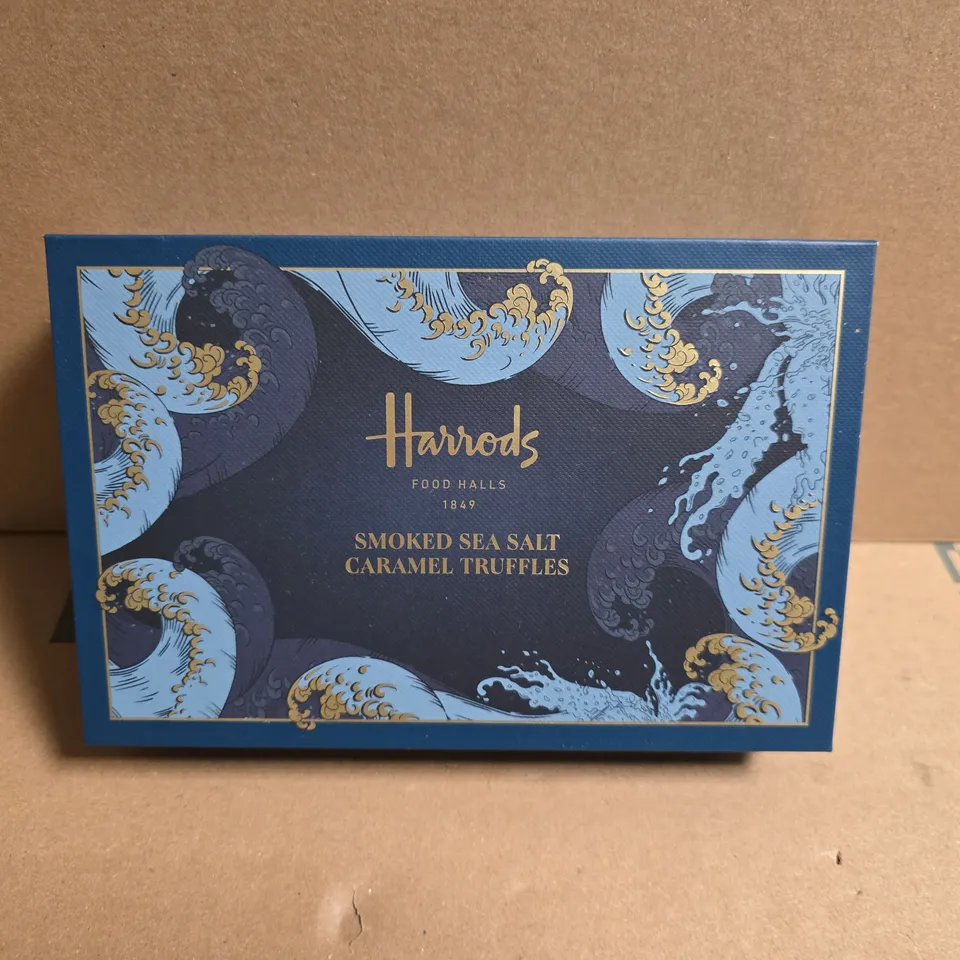 Harrods
FOOD HALLS
1849
SMOKED SEA SALT
CARAMEL TRUFFLES